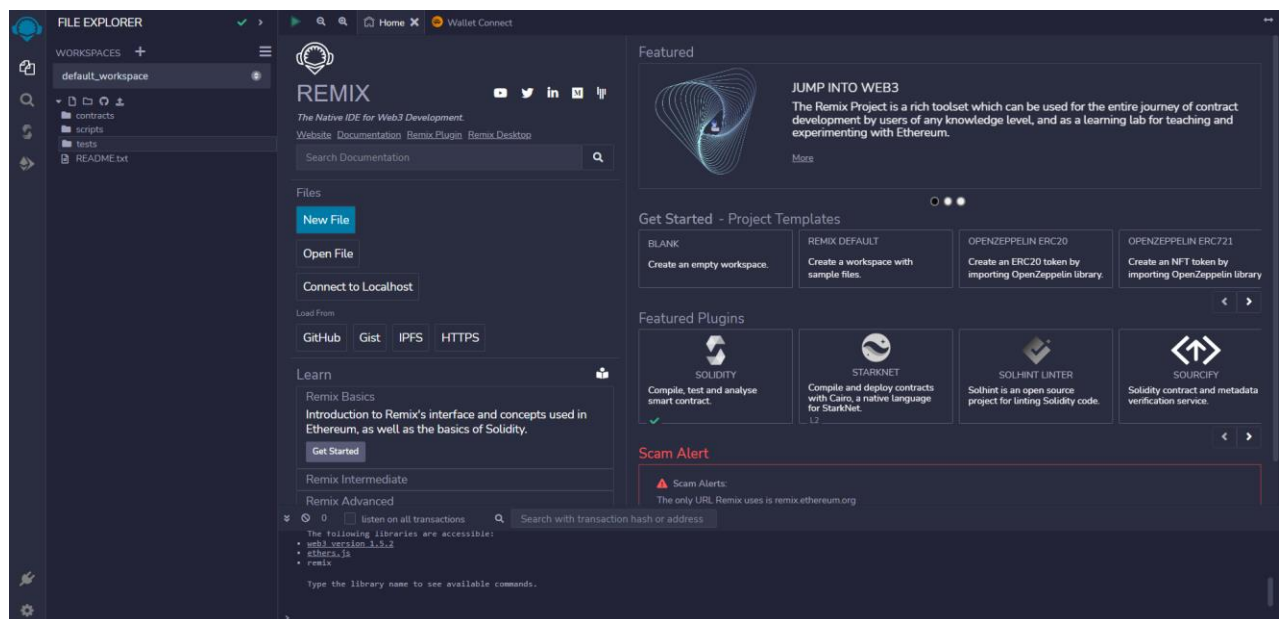 FILE EXPLORER
WORKSPACES
default_workspace
contracts
scripts
tests
README.txt
Home
Wallet Connect
REMIX
The Native IDE for Web3 Development.
Website Documentation Remix Plugin Remix Desktop
Search Documentation
Files
New File
Open File
Connect to Localhost
Load From
GitHub Gist IPFS HTTPS
Learn
Remix Basics
Introduction to Remix's interface and concepts used in
Ethereum, as well as the basics of Solidity.
Get Started
Remix Intermediate
Remix Advanced
Featured
JUMP INTO WEB3
The Remix Project is a rich toolset which can be used for the entire journey of contract
development by users of any knowledge level, and as a learning lab for teaching and
experimenting with Ethereum.
More
Get Started - Project Templates
BLANK
Create an empty workspace.
REMIX DEFAULT
Create a workspace with
sample files.
OPENZEPPELIN ERC20
Create an ERC20 token by
importing OpenZeppelin library.
OPENZEPPELIN ERC721
Create an NFT token by
importing OpenZeppelin library
Featured Plugins
SOLIDITY
Compile, test and analyse
smart contract.
STARKNET
Compile and deploy contracts
with Cairo, a native language
for StarkNet.
L2
SOLHINT LINTER
Solhint is an open source
project for linting Solidity code.
SOURCIFY
Solidity contract and metadata
verification service.
Scam Alert
Scam Alerts:
The only URL Remix uses is remix.ethereum.org
0 listen on all transactions Search with transaction hash or address
The following libraries are accessible:
• web3 version 1.5.2
• ethers.js
• remix
Type the library name to see available commands.
>